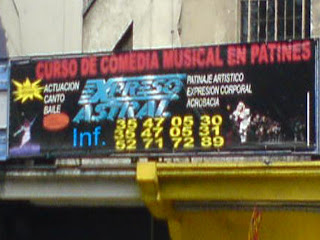 CURSO DE COMEDIA MUSICAL EN PATINES
ACTUACION
CANTO
BAILE
EXPRESO
ASTRAL
PATINAJE ARTISTICO
EXPRESION CORPORAL
ACROBACIA
Inf.
35 47 05 30
35 47 05 31
52 71 72 89